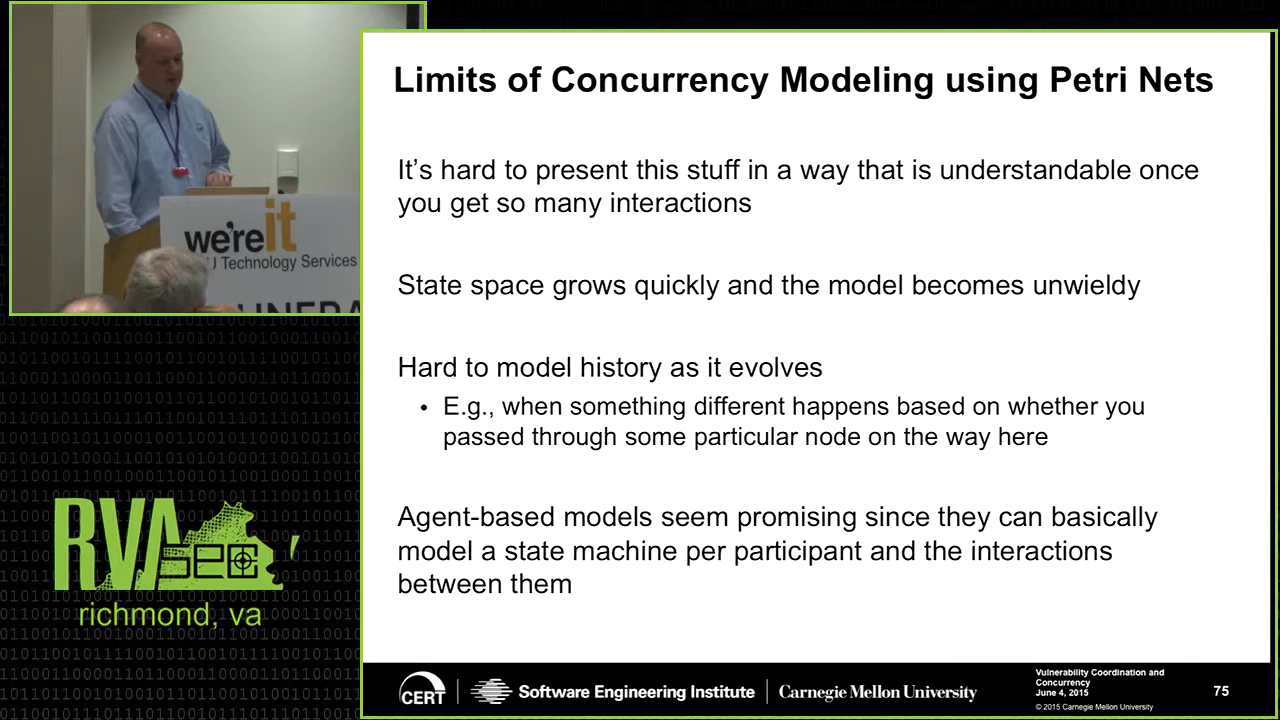 Limits of Concurrency Modeling using Petri Nets
It's hard to present this stuff in a way that is understandable once
you get so many interactions
State space grows quickly and the model becomes unwieldy
Hard to model history as it evolves
• E.g., when something different happens based on whether you
passed through some particular node on the way here
Agent-based models seem promising since they can basically
model a state machine per participant and the interactions
between them
we're it
U Technology Services
RVA
SEC
richmond, va
CERT
Software Engineering Institute
Carnegie Mellon University
Vulnerability Coordination and
Concurrency
June 4, 2015
© 2015 Carnegie Mellon University
75